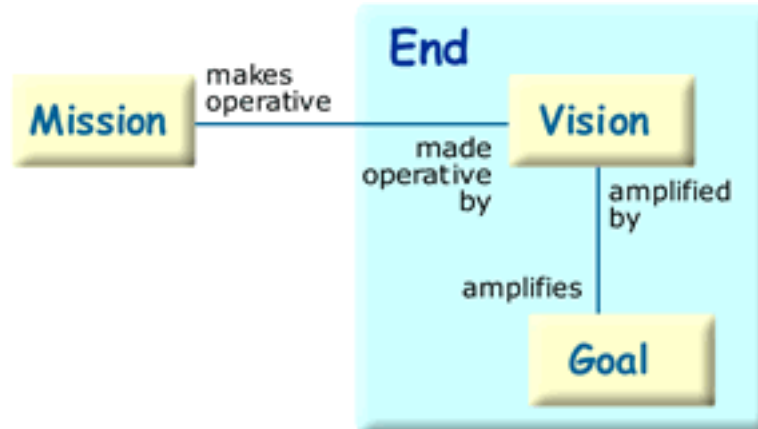 End
makes
operative
Mission
Vision
made
operative
by
amplified
by
amplifies
Goal